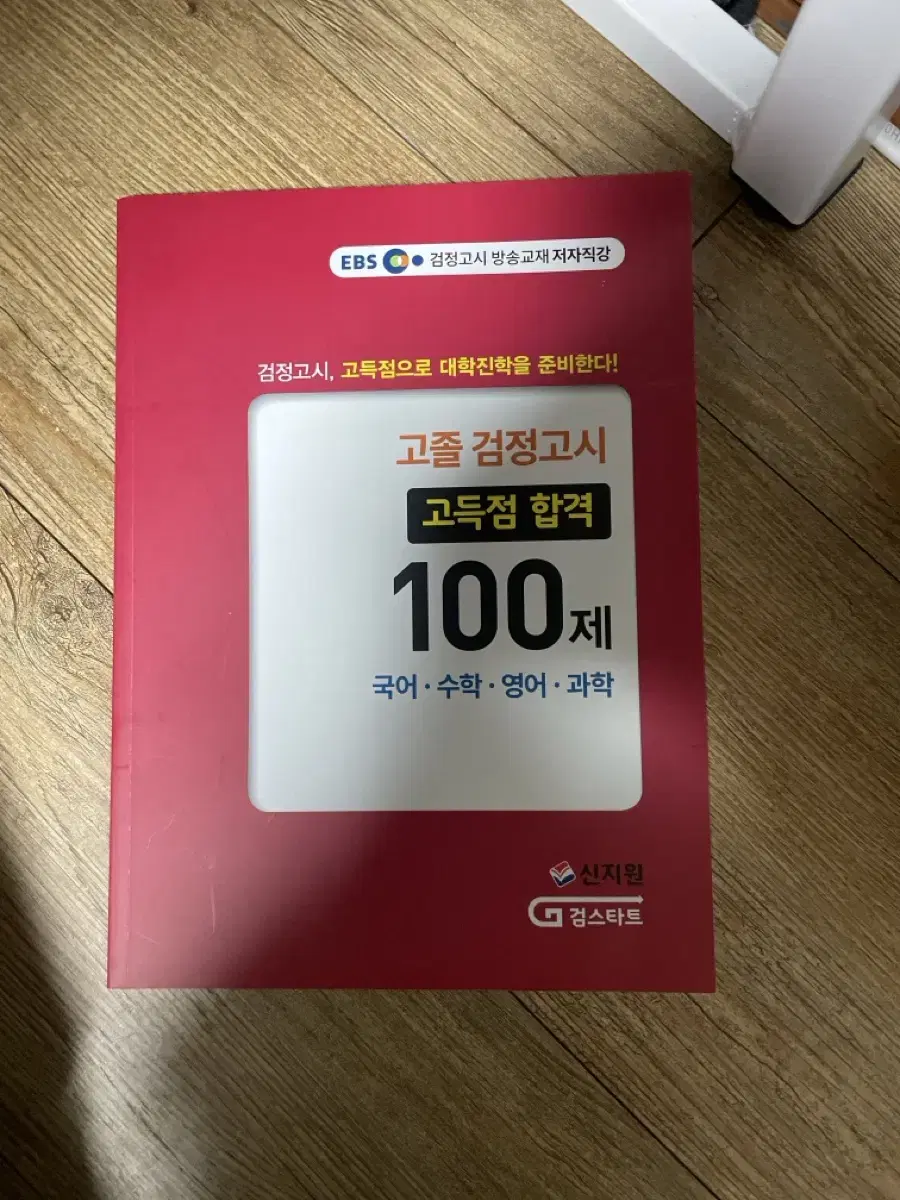 EBS 검정고시 방송교재 저자직강
검정고시, 고득점으로 대학진학을 준비한다!
고졸 검정고시
고득점 합격
100제
국어·수학·영어·과학
신지원
검스타트